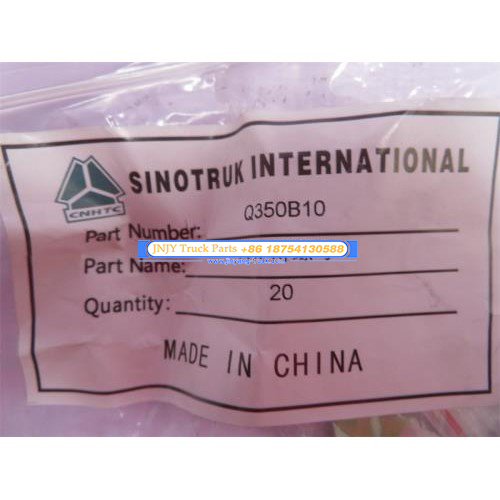 SINOTRUK INTERNATIONAL
CNHTC
Part Number: Q350B10
JNJY Truck Parts +86 18754130588
Part Name:
Quantity: 20
MADE IN CHINA